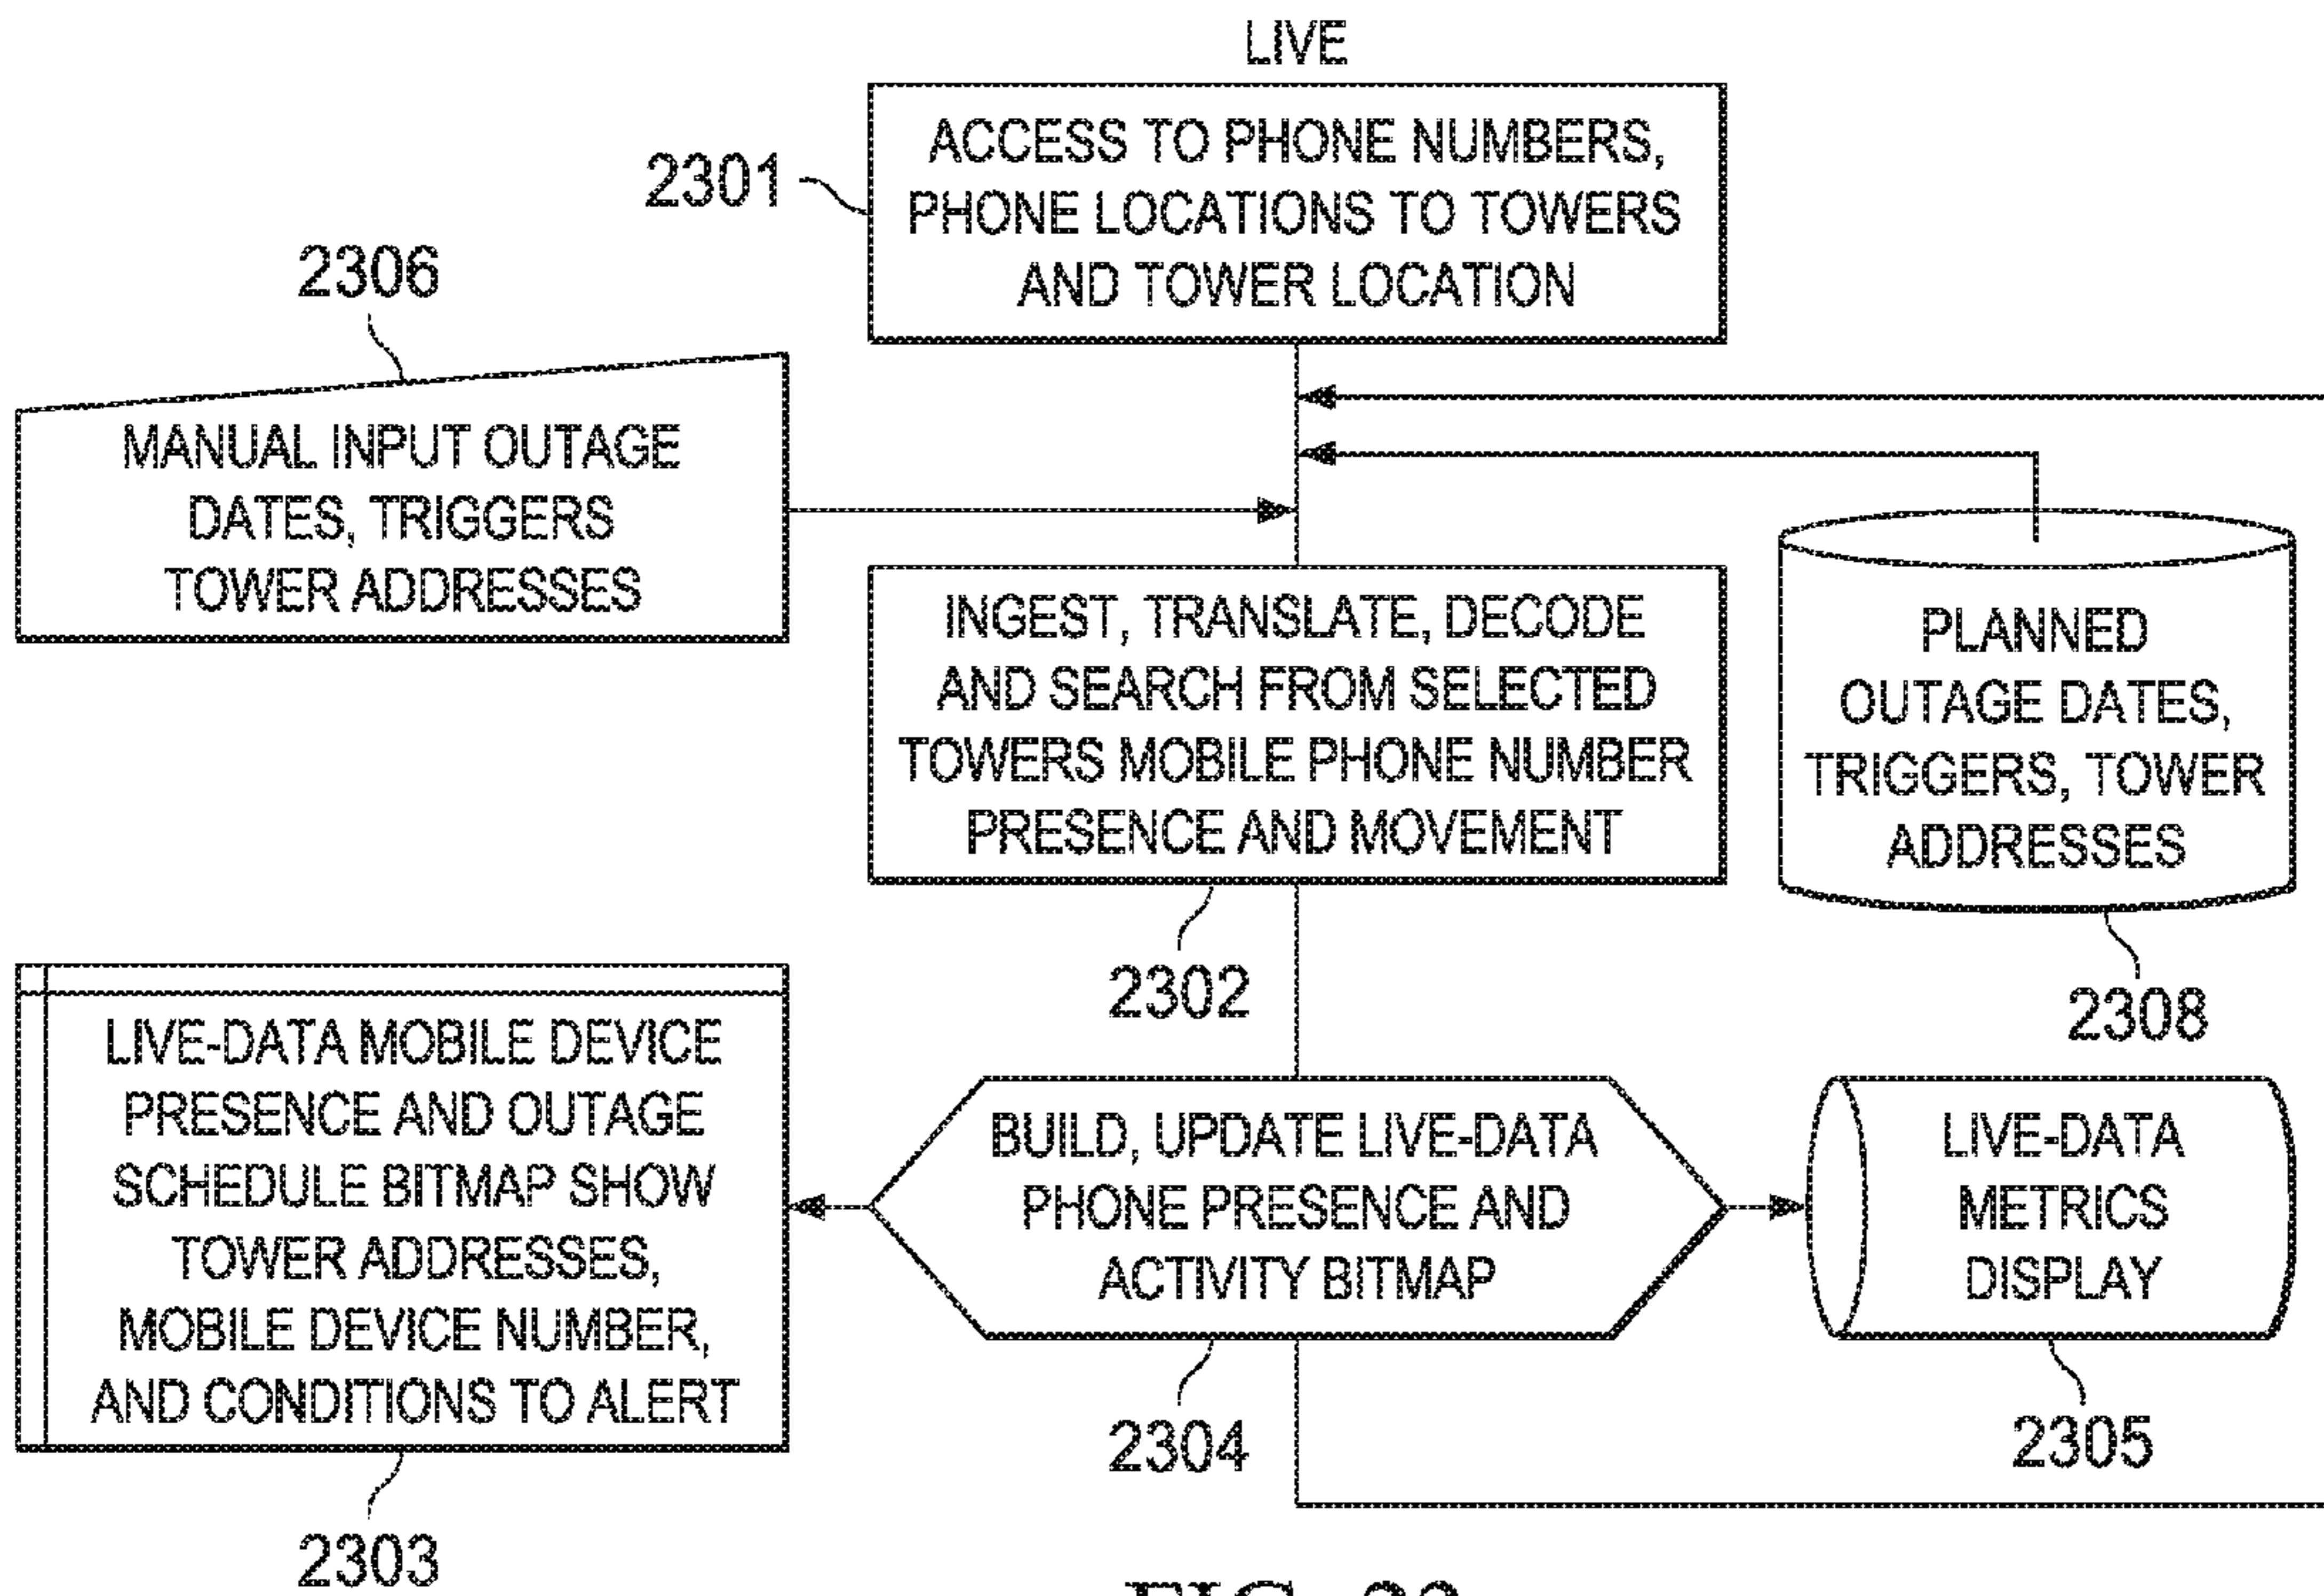 LIVE
ACCESS TO PHONE NUMBERS,
PHONE LOCATIONS TO TOWERS
AND TOWER LOCATION
2301
2306
MANUAL INPUT OUTAGE
DATES, TRIGGERS
TOWER ADDRESSES
INGEST, TRANSLATE, DECODE
AND SEARCH FROM SELECTED
TOWERS MOBILE PHONE NUMBER
PRESENCE AND MOVEMENT
2302
PLANNED
OUTAGE DATES,
TRIGGERS, TOWER
ADDRESSES
2308
LIVE-DATA MOBILE DEVICE
PRESENCE AND OUTAGE
SCHEDULE BITMAP SHOW
TOWER ADDRESSES,
MOBILE DEVICE NUMBER,
AND CONDITIONS TO ALERT
2303
BUILD, UPDATE LIVE-DATA
PHONE PRESENCE AND
ACTIVITY BITMAP
2304
LIVE-DATA
METRICS
DISPLAY
2305